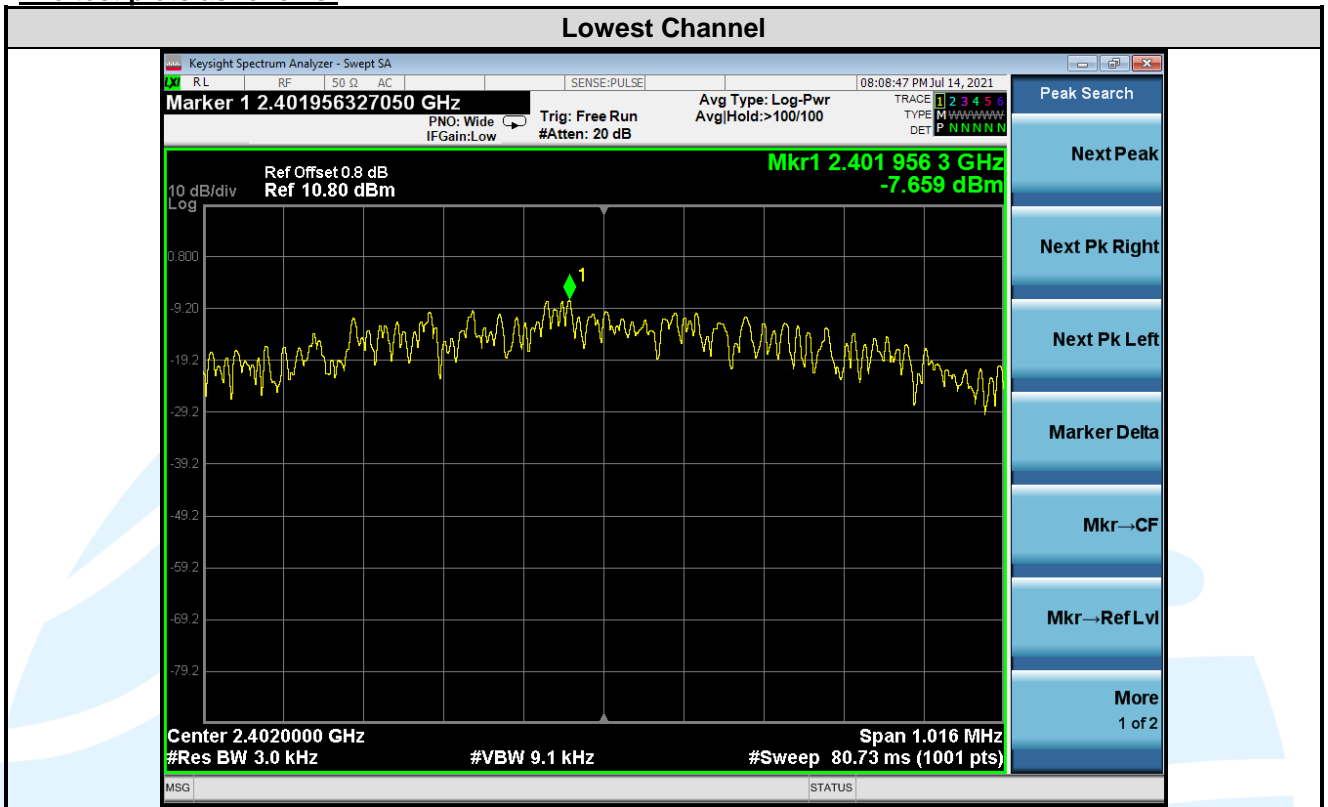 Lowest Channel
Keysight Spectrum Analyzer - Swept SA
LXI RL RF 50 Ω AC SENSE:PULSE 08:08:47 PM Jul 14, 2021
Marker 1 2.401956327050 GHz
PNO: Wide
IFGain:Low
Trig: Free Run
#Atten: 20 dB
Avg Type: Log-Pwr
Avg|Hold:>100/100
TRACE 1 2 3 4 5 6
TYPE M W W W W W
DET P N N N N N
Peak Search
Mkr1 2.401 956 3 GHz
-7.659 dBm
Ref Offset 0.8 dB
10 dB/div Ref 10.80 dBm
Log
0.800
-9.20
-19.2
-29.2
-39.2
-49.2
-59.2
-69.2
-79.2
1
Center 2.4020000 GHz Span 1.016 MHz
#Res BW 3.0 kHz #VBW 9.1 kHz #Sweep 80.73 ms (1001 pts)
Next Peak
Next Pk Right
Next Pk Left
Marker Delta
Mkr→CF
Mkr→Ref Lvl
More
1 of 2
MSG STATUS